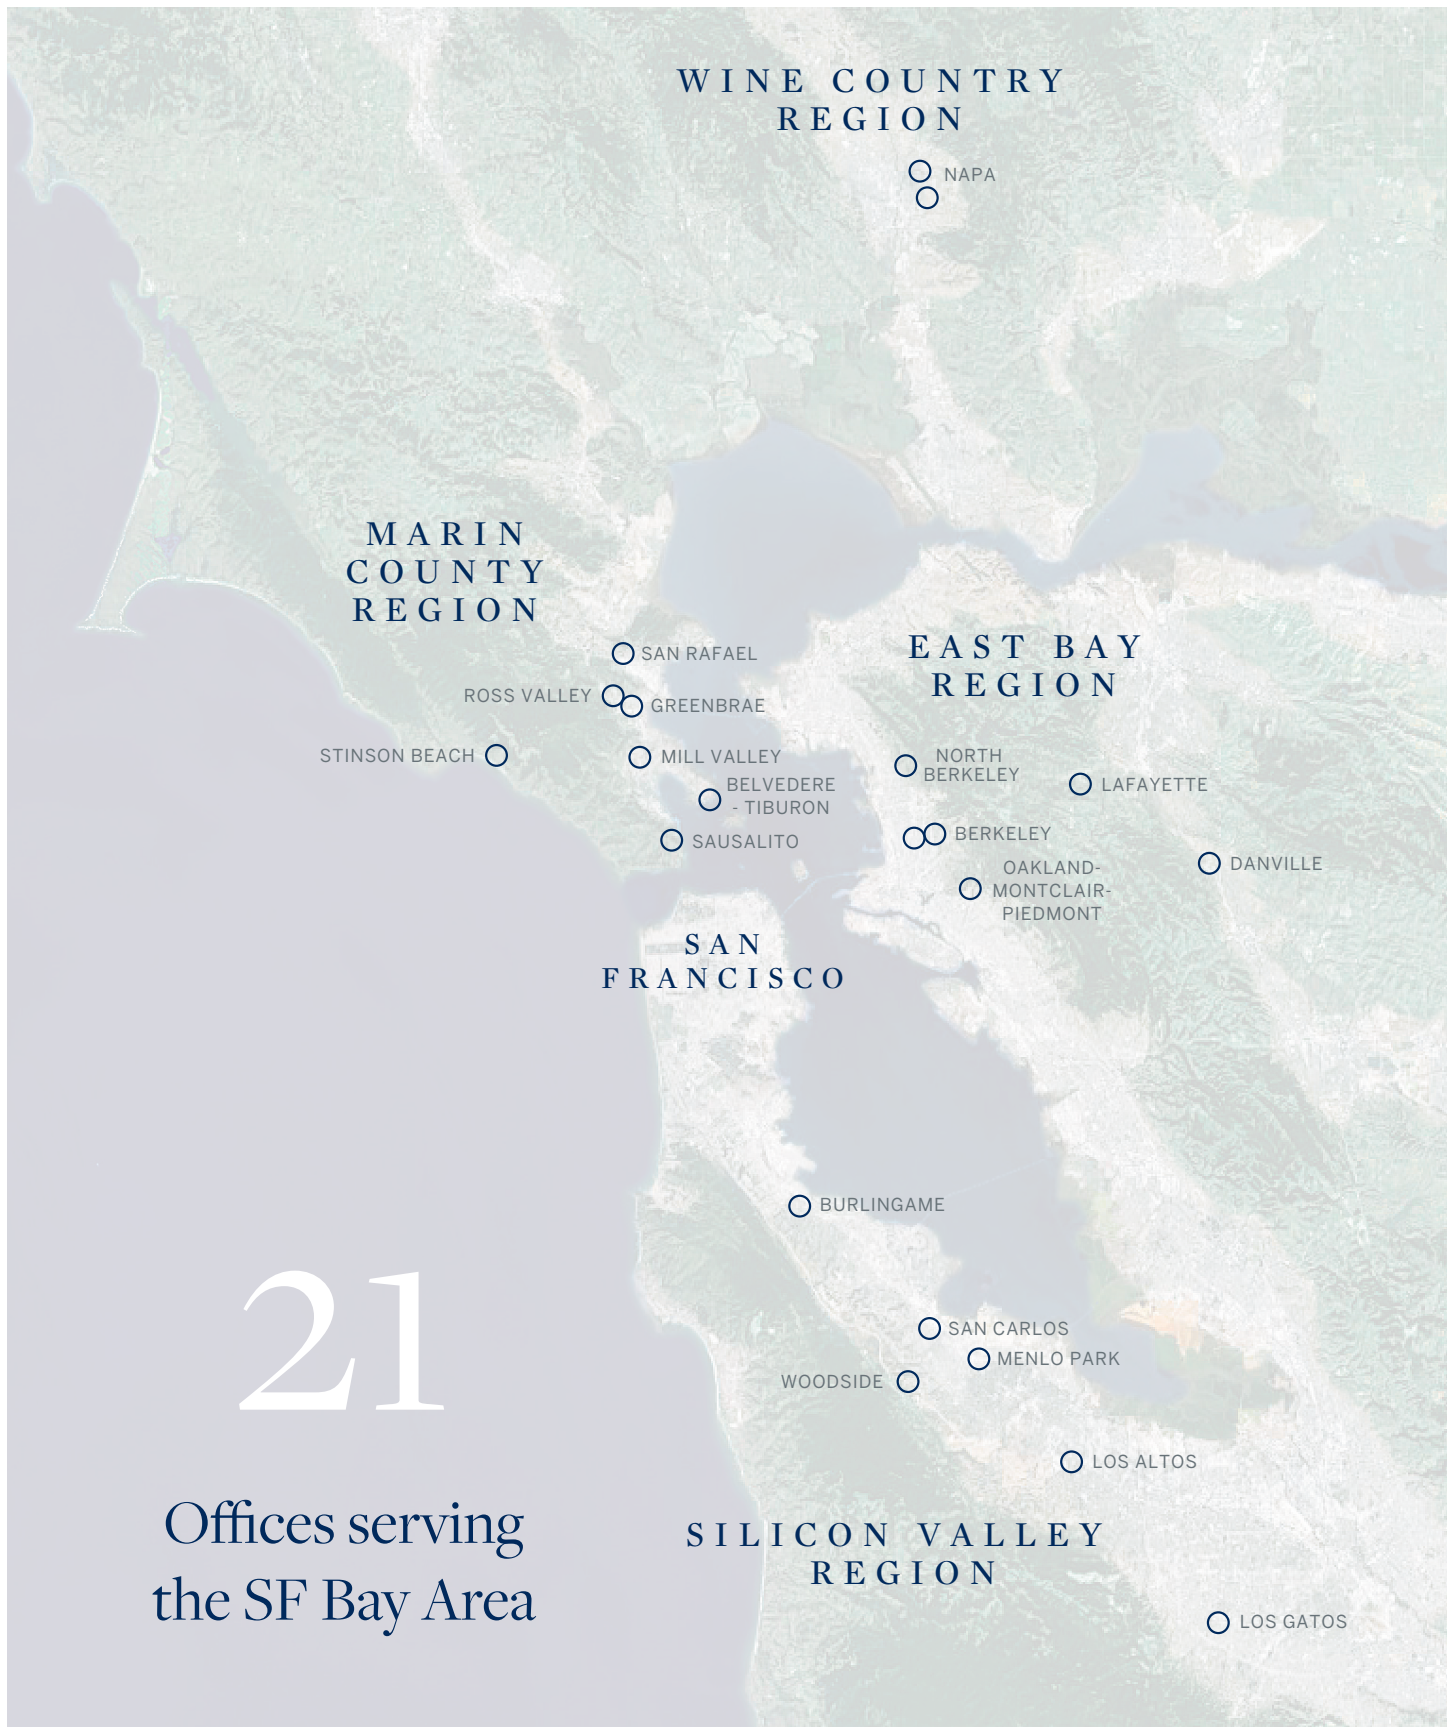 WINE COUNTRY
REGION
NAPA
MARIN
COUNTY
REGION
SAN RAFAEL
ROSS VALLEY
GREENBRAE
STINSON BEACH
MILL VALLEY
BELVEDERE
- TIBURON
SAUSALITO
EAST BAY
REGION
NORTH
BERKELEY
LAFAYETTE
BERKELEY
DANVILLE
OAKLAND-
MONTCLAIR-
PIEDMONT
SAN
FRANCISCO
BURLINGAME
SAN CARLOS
MENLO PARK
WOODSIDE
LOS ALTOS
SILICON VALLEY
REGION
LOS GATOS
21
Offices serving
the SF Bay Area